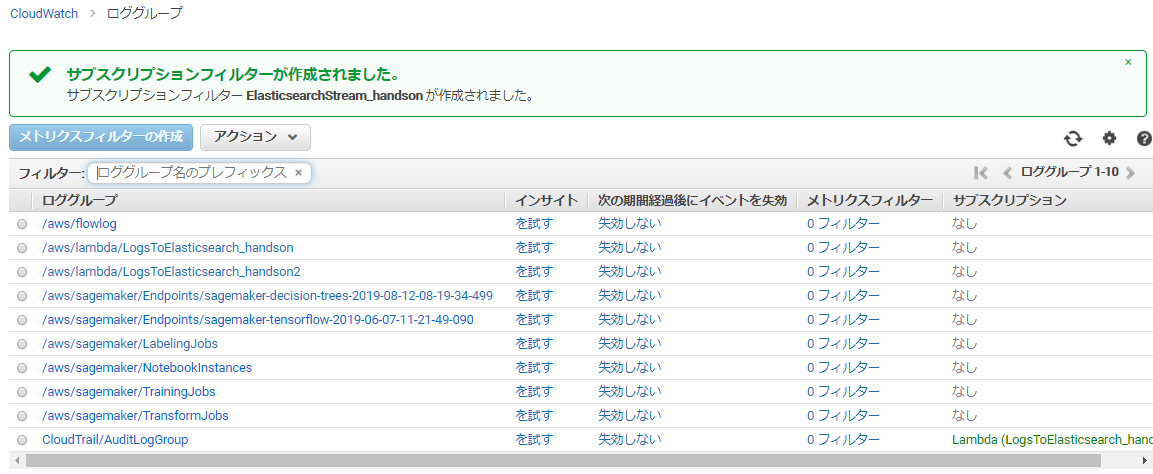 CloudWatch > ロググループ
サブスクリプションフィルターが作成されました。 ×
サブスクリプションフィルター ElasticsearchStream_handson が作成されました。
メトリクスフィルターの作成 アクション
フィルター: ロググループ名のプレフィックス × ロググループ 1-10
ロググループ インサイト 次の期間経過後にイベントを失効 メトリクスフィルター サブスクリプション
/aws/flowlog を試す 失効しない 0 フィルター なし
/aws/lambda/LogsToElasticsearch_handson を試す 失効しない 0 フィルター なし
/aws/lambda/LogsToElasticsearch_handson2 を試す 失効しない 0 フィルター なし
/aws/sagemaker/Endpoints/sagemaker-decision-trees-2019-08-12-08-19-34-499 を試す 失効しない 0 フィルター なし
/aws/sagemaker/Endpoints/sagemaker-tensorflow-2019-06-07-11-21-49-090 を試す 失効しない 0 フィルター なし
/aws/sagemaker/LabelingJobs を試す 失効しない 0 フィルター なし
/aws/sagemaker/NotebookInstances を試す 失効しない 0 フィルター なし
/aws/sagemaker/TrainingJobs を試す 失効しない 0 フィルター なし
/aws/sagemaker/TransformJobs を試す 失効しない 0 フィルター なし
CloudTrail/AuditLogGroup を試す 失効しない 0 フィルター Lambda (LogsToElasticsearch_hand